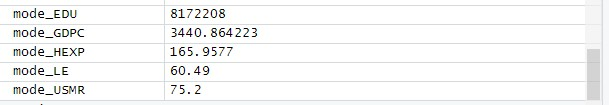 mode_EDU 8172208
mode_GDPC 3440.864223
mode_HEXP 165.9577
mode_LE 60.49
mode_USMR 75.2